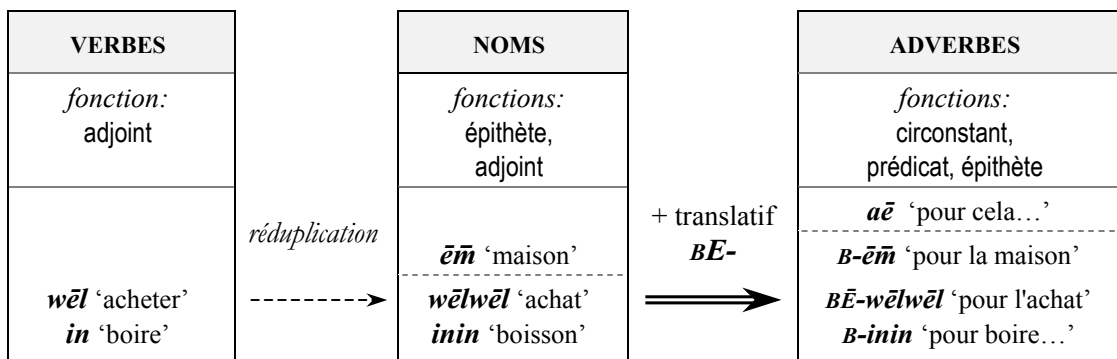 VERBES
fonction:
adjoint
wēl ‘acheter’
in ‘boire’
réduplication
NOMS
fonctions:
épithète,
adjoint
ēm̄ ‘maison’
wēlwēl ‘achat’
inin ‘boisson’
+ translatif
BE-
ADVERBES
fonctions:
circonstant,
prédicat, épithète
aē ‘pour cela…’
B-ēm̄ ‘pour la maison’
BĒ-wēlwēl ‘pour l'achat’
B-inin ‘pour boire…’